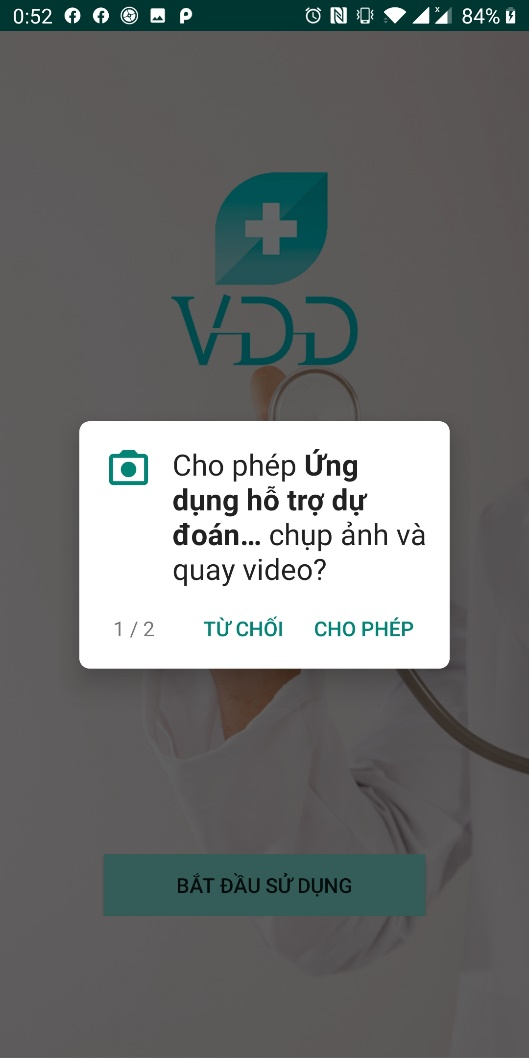 0:52
84%
VDD
Cho phép Ứng
dụng hỗ trợ dự
đoán... chụp ảnh và
quay video?
1 / 2
TỪ CHỐI
CHO PHÉP
BẮT ĐẦU SỬ DỤNG